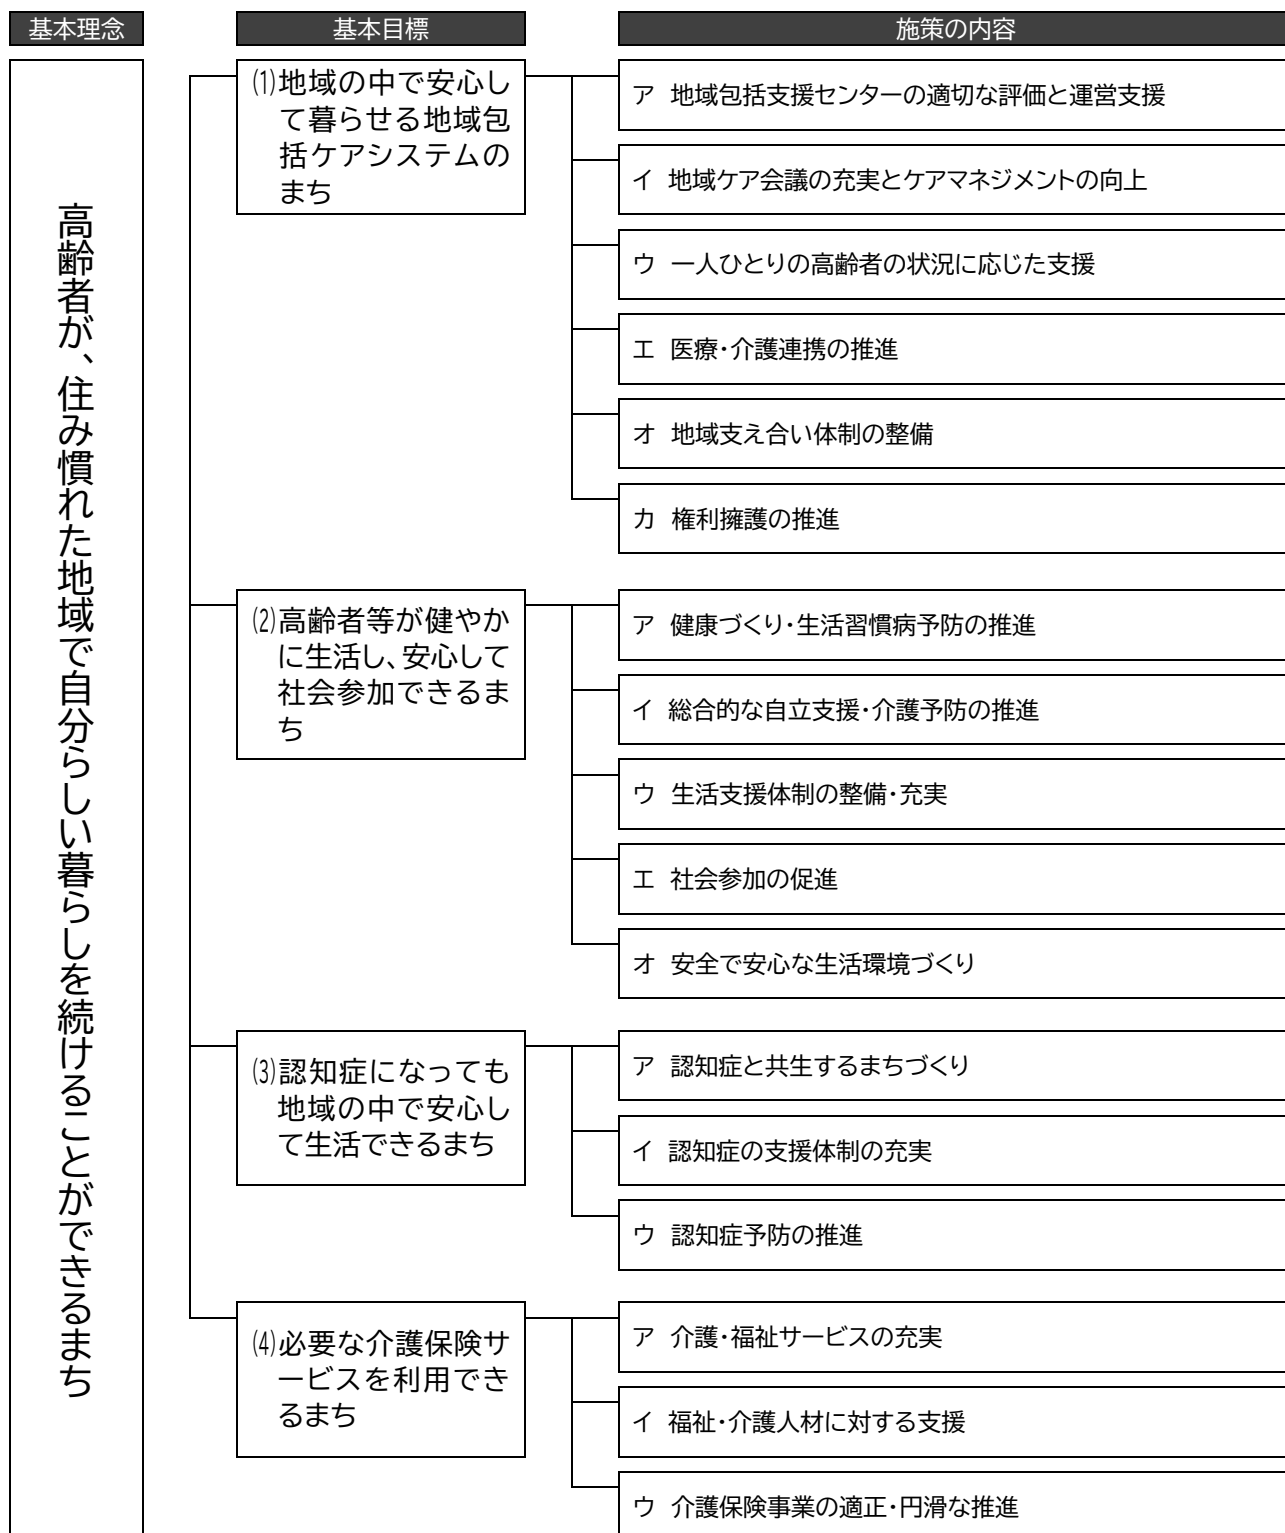 基本理念
基本目標
施策の内容
高齢者が、住み慣れた地域で自分らしい暮らしを続けることができるまち
⑴地域の中で安心し
て暮らせる地域包
括ケアシステムの
まち
ア 地域包括支援センターの適切な評価と運営支援
イ 地域ケア会議の充実とケアマネジメントの向上
ウ 一人ひとりの高齢者の状況に応じた支援
エ 医療・介護連携の推進
オ 地域支え合い体制の整備
カ 権利擁護の推進
⑵高齢者等が健やか
に生活し、安心して
社会参加できるま
ち
ア 健康づくり・生活習慣病予防の推進
イ 総合的な自立支援・介護予防の推進
ウ 生活支援体制の整備・充実
エ 社会参加の促進
オ 安全で安心な生活環境づくり
⑶認知症になっても
地域の中で安心し
て生活できるまち
ア 認知症と共生するまちづくり
イ 認知症の支援体制の充実
ウ 認知症予防の推進
⑷必要な介護保険サ
ービスを利用でき
るまち
ア 介護・福祉サービスの充実
イ 福祉・介護人材に対する支援
ウ 介護保険事業の適正・円滑な推進